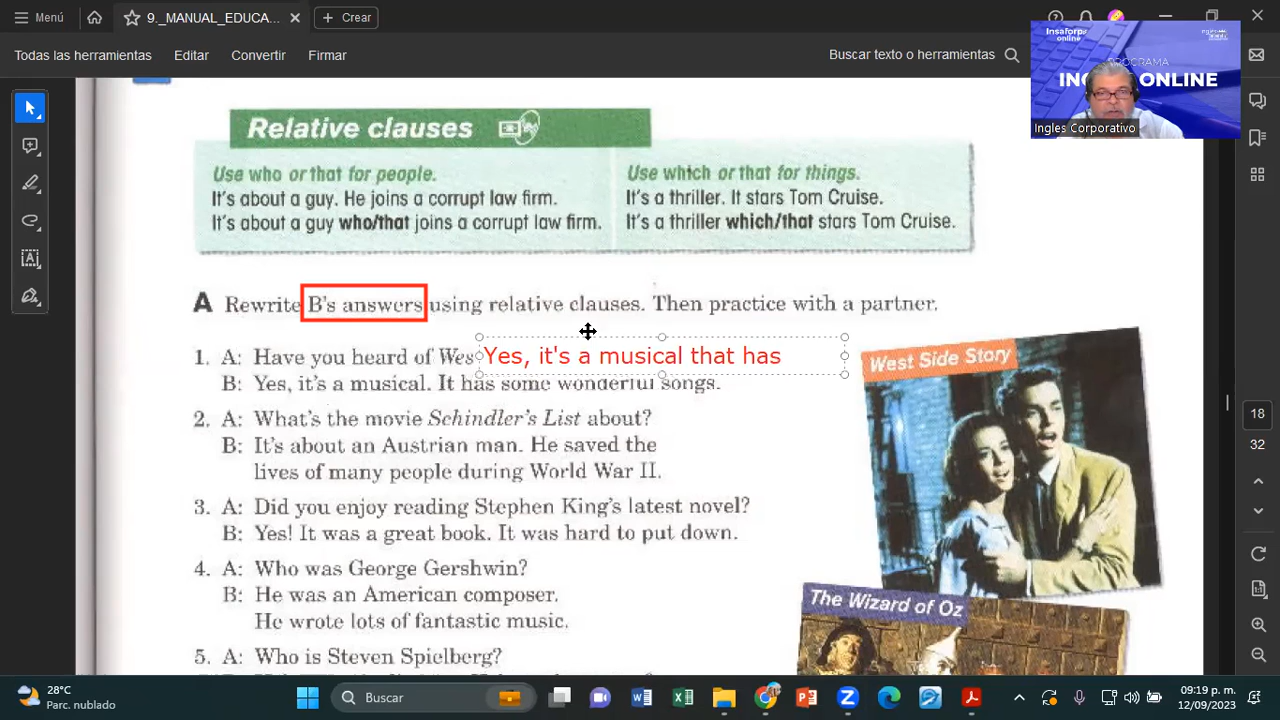 Menú
9._MANUAL_EDUCA...
Crear
Todas las herramientas
Editar
Convertir
Firmar
Buscar texto o herramientas
Insaforp
online
PROGRAMA
ONLINE
Ingles Corporativo
Relative clauses
Use who or that for people.
It's about a guy. He joins a corrupt law firm.
It's about a guy who/that joins a corrupt law firm.
Use which or that for things.
It's a thriller. It stars Tom Cruise.
It's a thriller which/that stars Tom Cruise.
A Rewrite B's answers using relative clauses. Then practice with a partner.
1. A: Have you heard of Wes
Yes, it's a musical that has
B: Yes, it's a musical. It has some wonderful songs.
2. A: What's the movie Schindler's List about?
B: It's about an Austrian man. He saved the
lives of many people during World War II.
3. A: Did you enjoy reading Stephen King's latest novel?
B: Yes! It was a great book. It was hard to put down.
4. A: Who was George Gershwin?
B: He was an American composer.
He wrote lots of fantastic music.
5. A: Who is Steven Spielberg?
West Side Story
The Wizard of Oz
18
32
28°C
Parc. nublado
Buscar
09:19 p. m.
12/09/2023